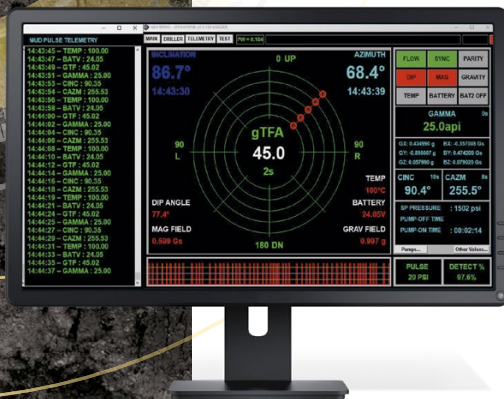 MUD PULSE TELEMETRY
14:43:45 – TEMP : 100.00
14:43:47 – BATV : 24.05
14:43:49 – GTF : 45.02
14:43:51 – GAMMA : 25.00
14:43:53 – CINC : 90.35
14:43:54 – CAZM : 255.53
14:43:56 – TEMP : 100.00
14:43:58 – BATV : 24.05
14:44:00 – GTF : 45.02
14:44:02 – GAMMA : 25.00
14:44:04 – CINC : 90.35
14:44:06 – CAZM : 255.53
14:44:08 – TEMP : 100.00
14:44:10 – BATV : 24.05
14:44:12 – GTF : 45.02
14:44:14 – GAMMA : 25.00
14:44:16 – CINC : 90.35
14:44:18 – CAZM : 255.53
14:44:19 – TEMP : 100.00
14:44:21 – BATV : 24.05
14:44:23 – GTF : 45.02
14:44:25 – GAMMA : 25.00
14:44:27 – CINC : 90.35
14:44:29 – CAZM : 255.53
14:44:31 – TEMP : 100.00
14:44:33 – BATV : 24.05
14:44:35 – GTF : 45.02
14:44:37 – GAMMA : 25.00
MAIN DRILLER TELEMETRY TEST
INCLINATION
86.7°
14:43:30
0 UP
AZIMUTH
68.4°
14:43:39
90
L
gTFA
45.0
2s
90
R
DIP ANGLE
77.4°
MAG FIELD
180 DN
TEMP
100°C
BATTERY
24.05V
GRAV FIELD
0.997 g
FLOW SYNC PARITY
DIP MAG GRAVITY
TEMP BATTERY BAT2 OFF
GAMMA
25.0api
CINC 10s CAZM 8s
90.4° 255.5°
SP PRESSURE : 1502 psi
PUMP OFF TIME
PUMP-ON TIME : 00:02:14
Pumps... Other Values...
PULSE DETECT %
20 PSI 97.6%